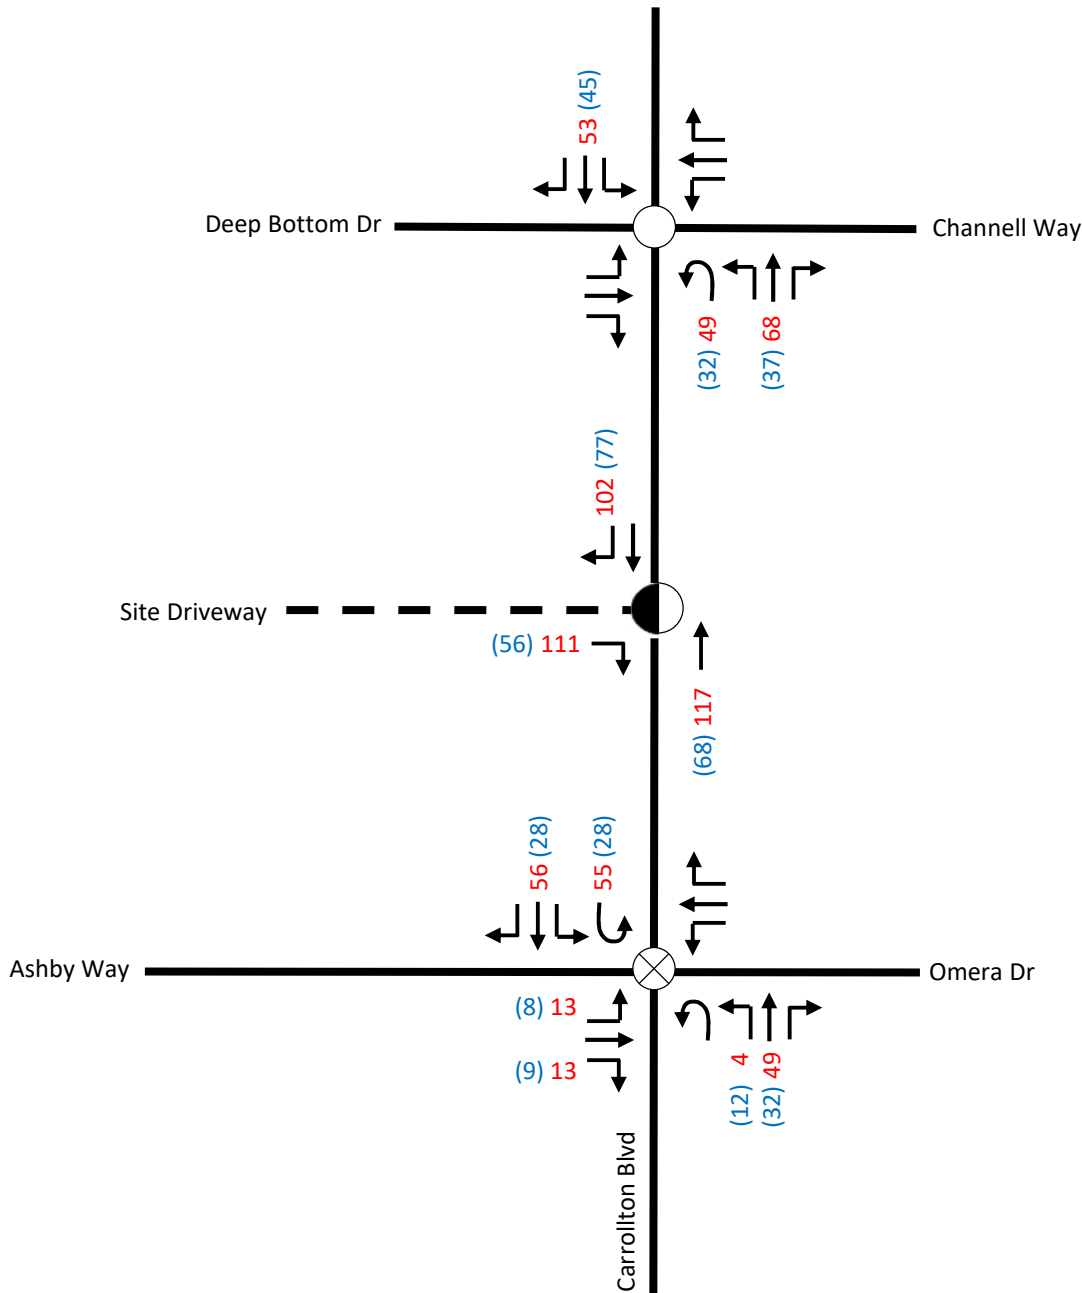 53 (45)
Deep Bottom Dr
Channell Way
(32) 49
(37) 68
102 (77)
Site Driveway
(56) 111
(68) 117
56 (28)
55 (28)
Ashby Way
Omera Dr
(8) 13
(9) 13
(12) 4
(32) 49
Carrollton Blvd